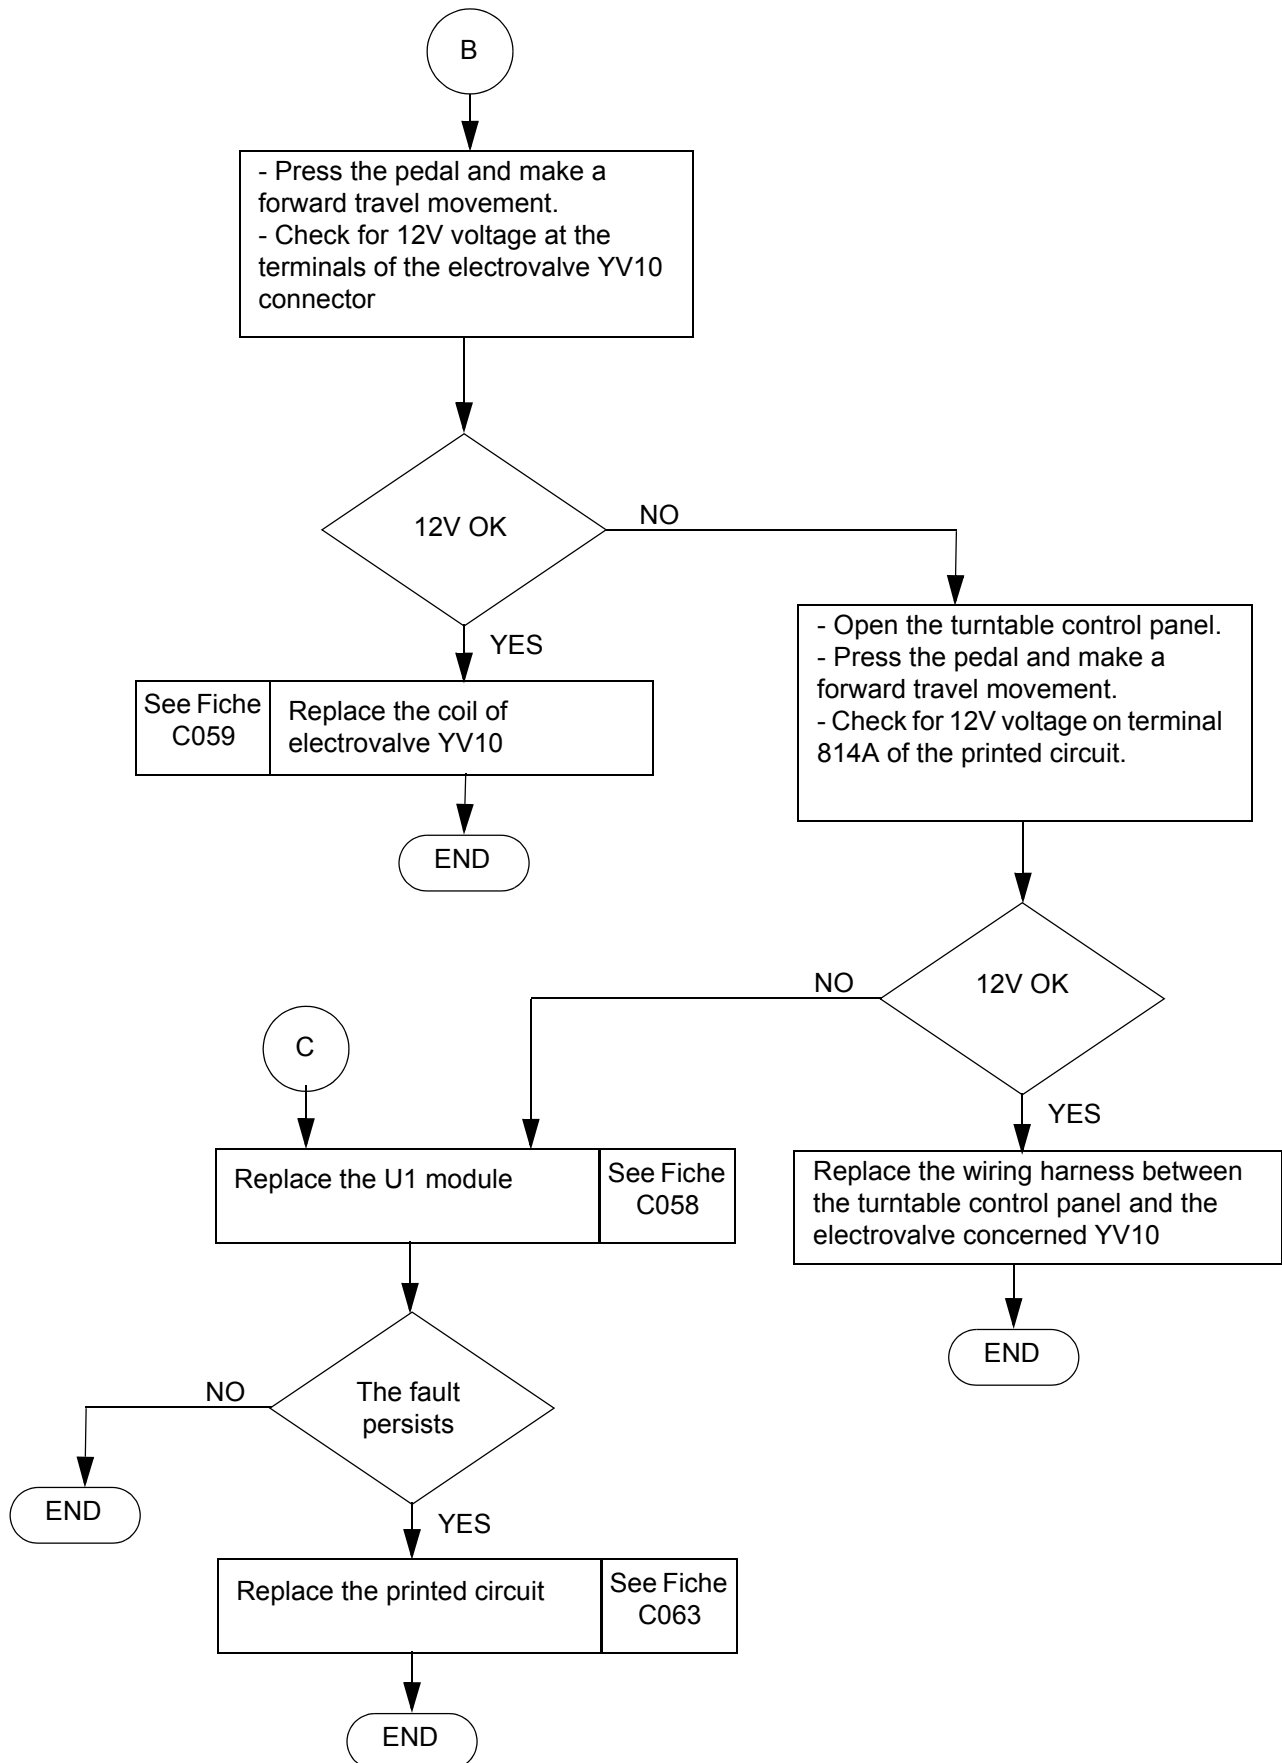 B
- Press the pedal and make a
forward travel movement.
- Check for 12V voltage at the
terminals of the electrovalve YV10
connector
12V OK
NO
YES
See Fiche
C059
Replace the coil of
electrovalve YV10
END
- Open the turntable control panel.
- Press the pedal and make a
forward travel movement.
- Check for 12V voltage on terminal
814A of the printed circuit.
12V OK
NO
YES
C
Replace the U1 module
See Fiche
C058
Replace the wiring harness between
the turntable control panel and the
electrovalve concerned YV10
END
The fault
persists
NO
END
YES
Replace the printed circuit
See Fiche
C063
END